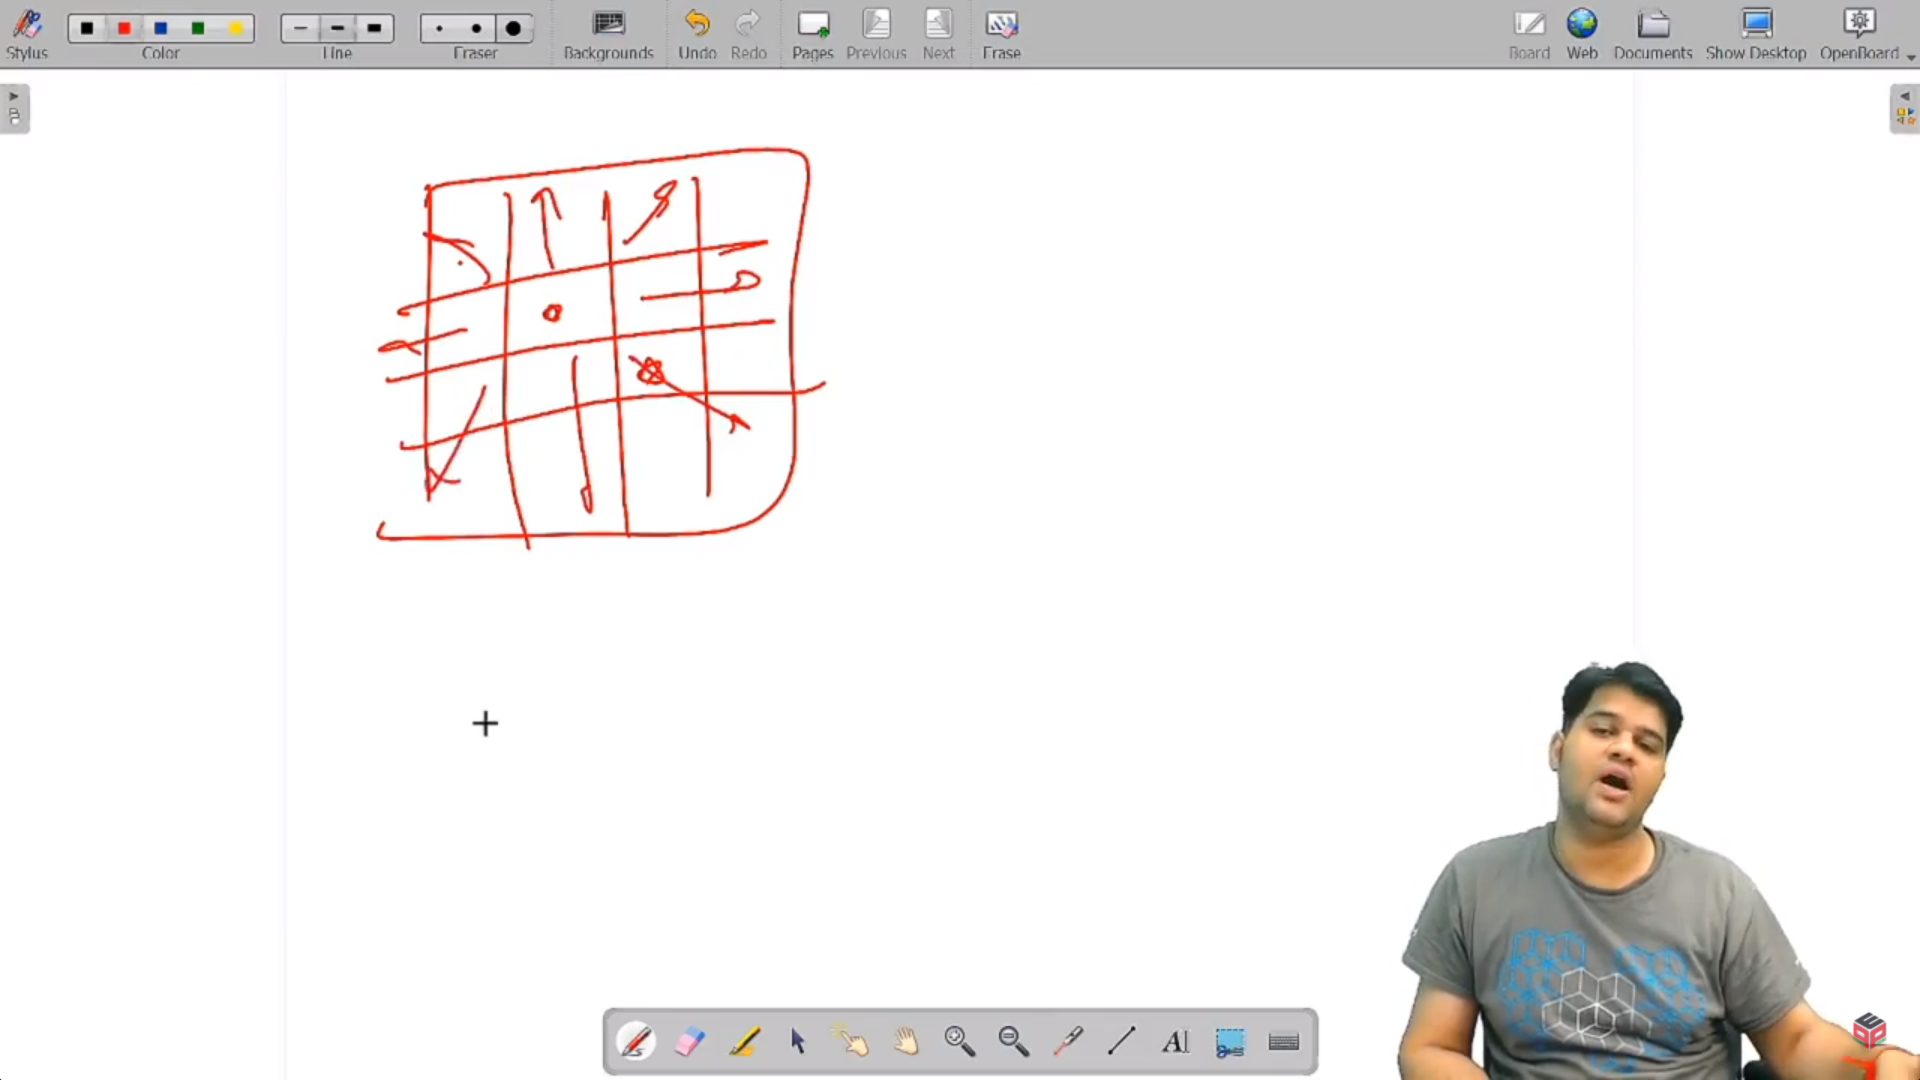 Stylus
Color
Line
Eraser
Backgrounds
Undo
Redo
Pages
Previous
Next
Erase
Board
Web
Documents
Show Desktop
OpenBoard
AI